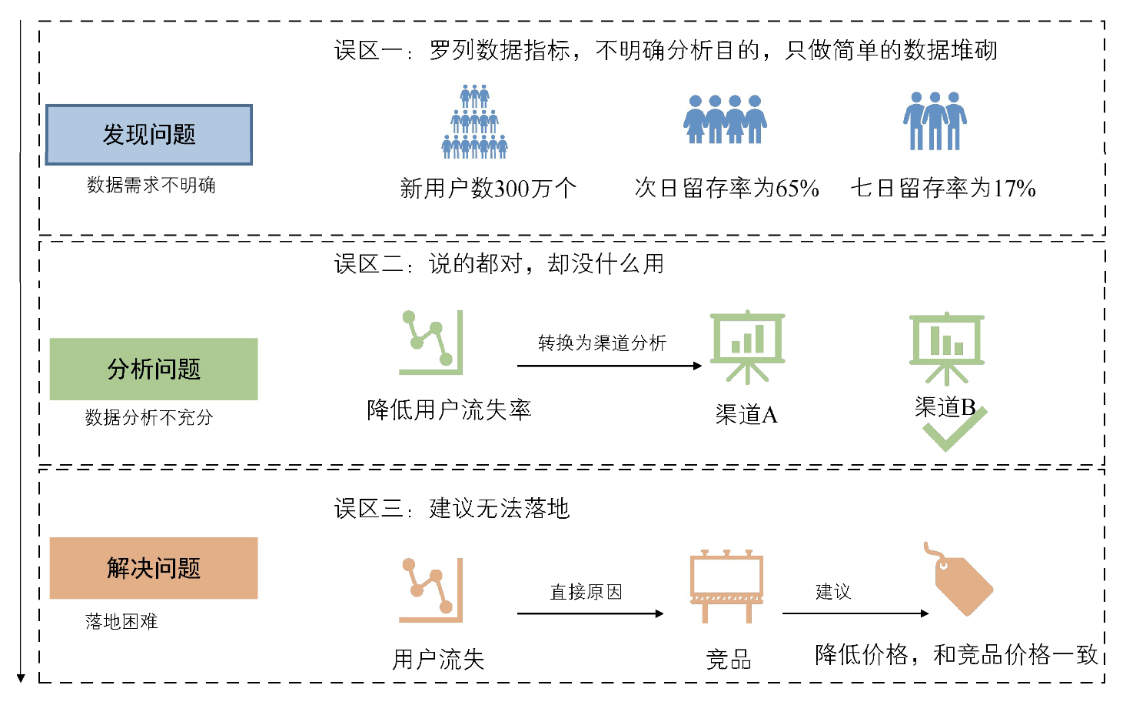 误区一：罗列数据指标，不明确分析目的，只做简单的数据堆砌
发现问题
数据需求不明确
新用户数300万个
次日留存率为65%
七日留存率为17%
误区二：说的都对，却没什么用
分析问题
数据分析不充分
转换为渠道分析
降低用户流失率
渠道A
渠道B
误区三：建议无法落地
解决问题
落地困难
直接原因
建议
用户流失
竞品
降低价格，和竞品价格一致